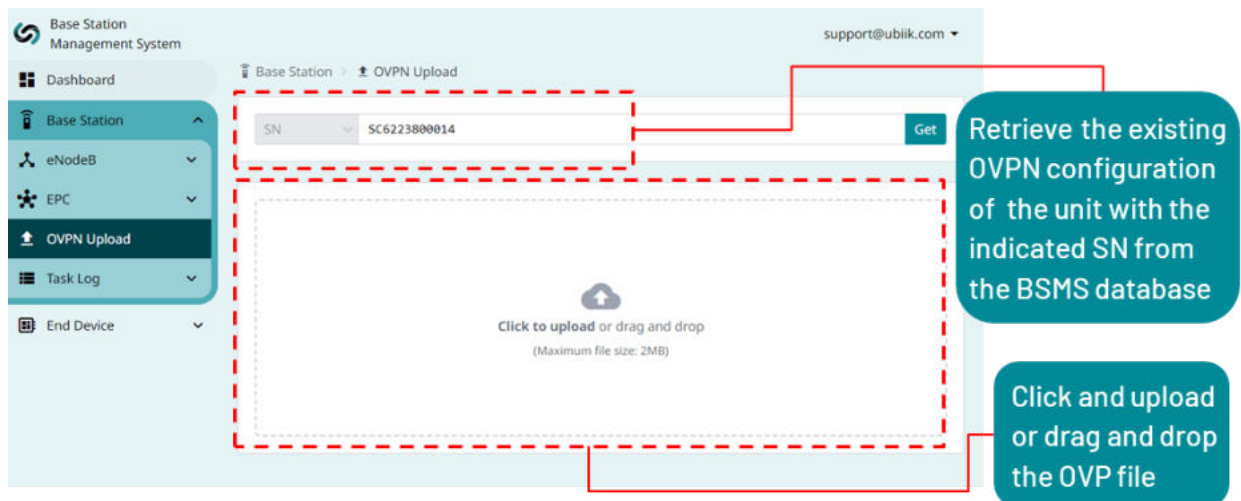 Base Station
Management System
support@ubiik.com
Dashboard
Base Station
eNodeB
EPC
OVPN Upload
Task Log
End Device
Base Station > OVPN Upload
SN SC6223800014 Get
Click to upload or drag and drop
(Maximum file size: 2MB)
Retrieve the existing
OVPN configuration
of the unit with the
indicated SN from
the BSMS database
Click and upload
or drag and drop
the OVP file